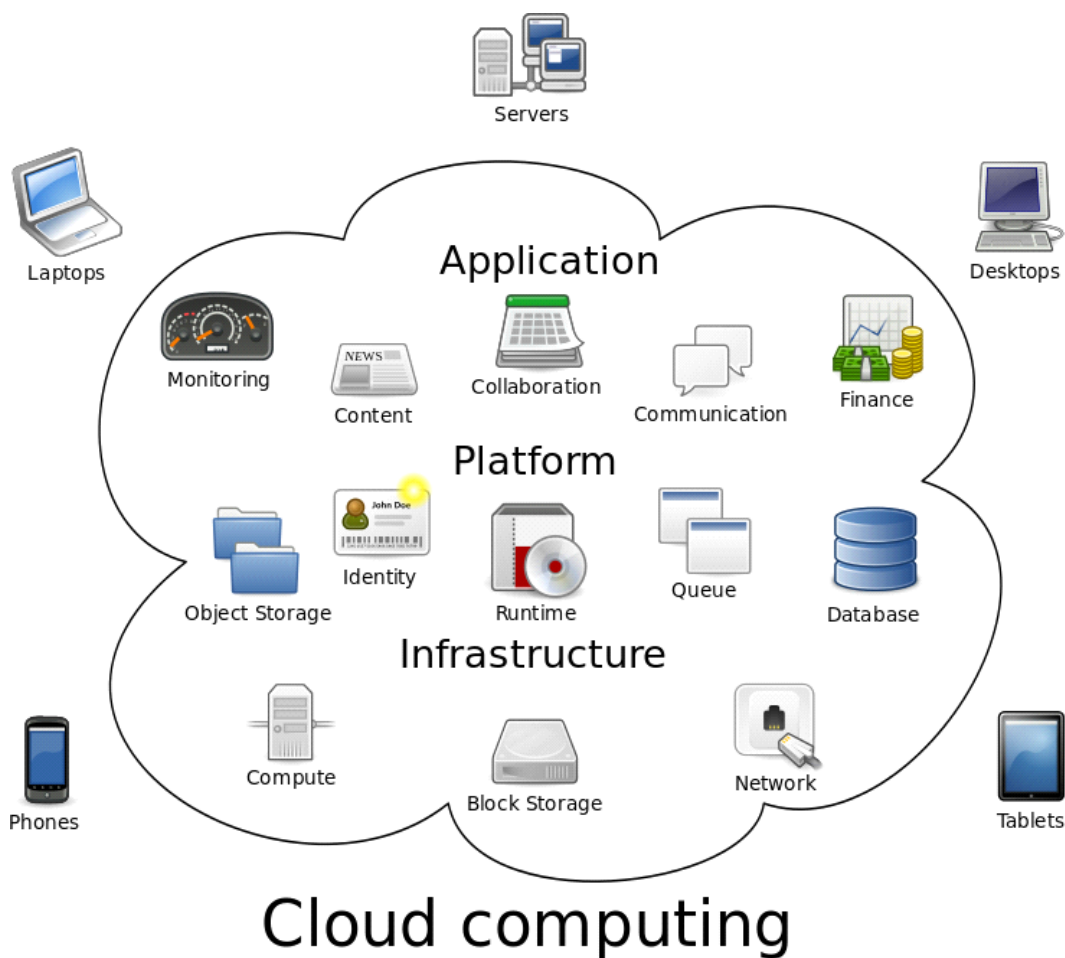 Servers
Laptops
Desktops
Application
Monitoring
NEWS
Content
Collaboration
Communication
Finance
Platform
Object Storage
John Doe
Identity
Runtime
Queue
Database
Infrastructure
Compute
Block Storage
Network
Phones
Tablets
Cloud computing